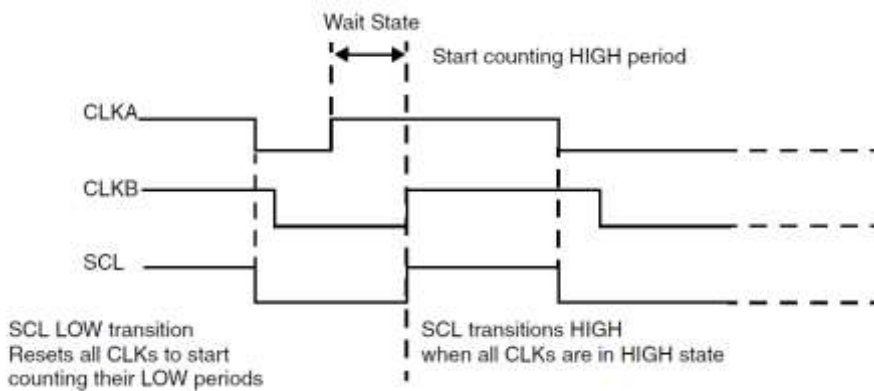 Wait State
Start counting HIGH period
CLKA
CLKB
SCL
SCL LOW transition
Resets all CLKs to start
counting their LOW periods
SCL transitions HIGH
when all CLKs are in HIGH state